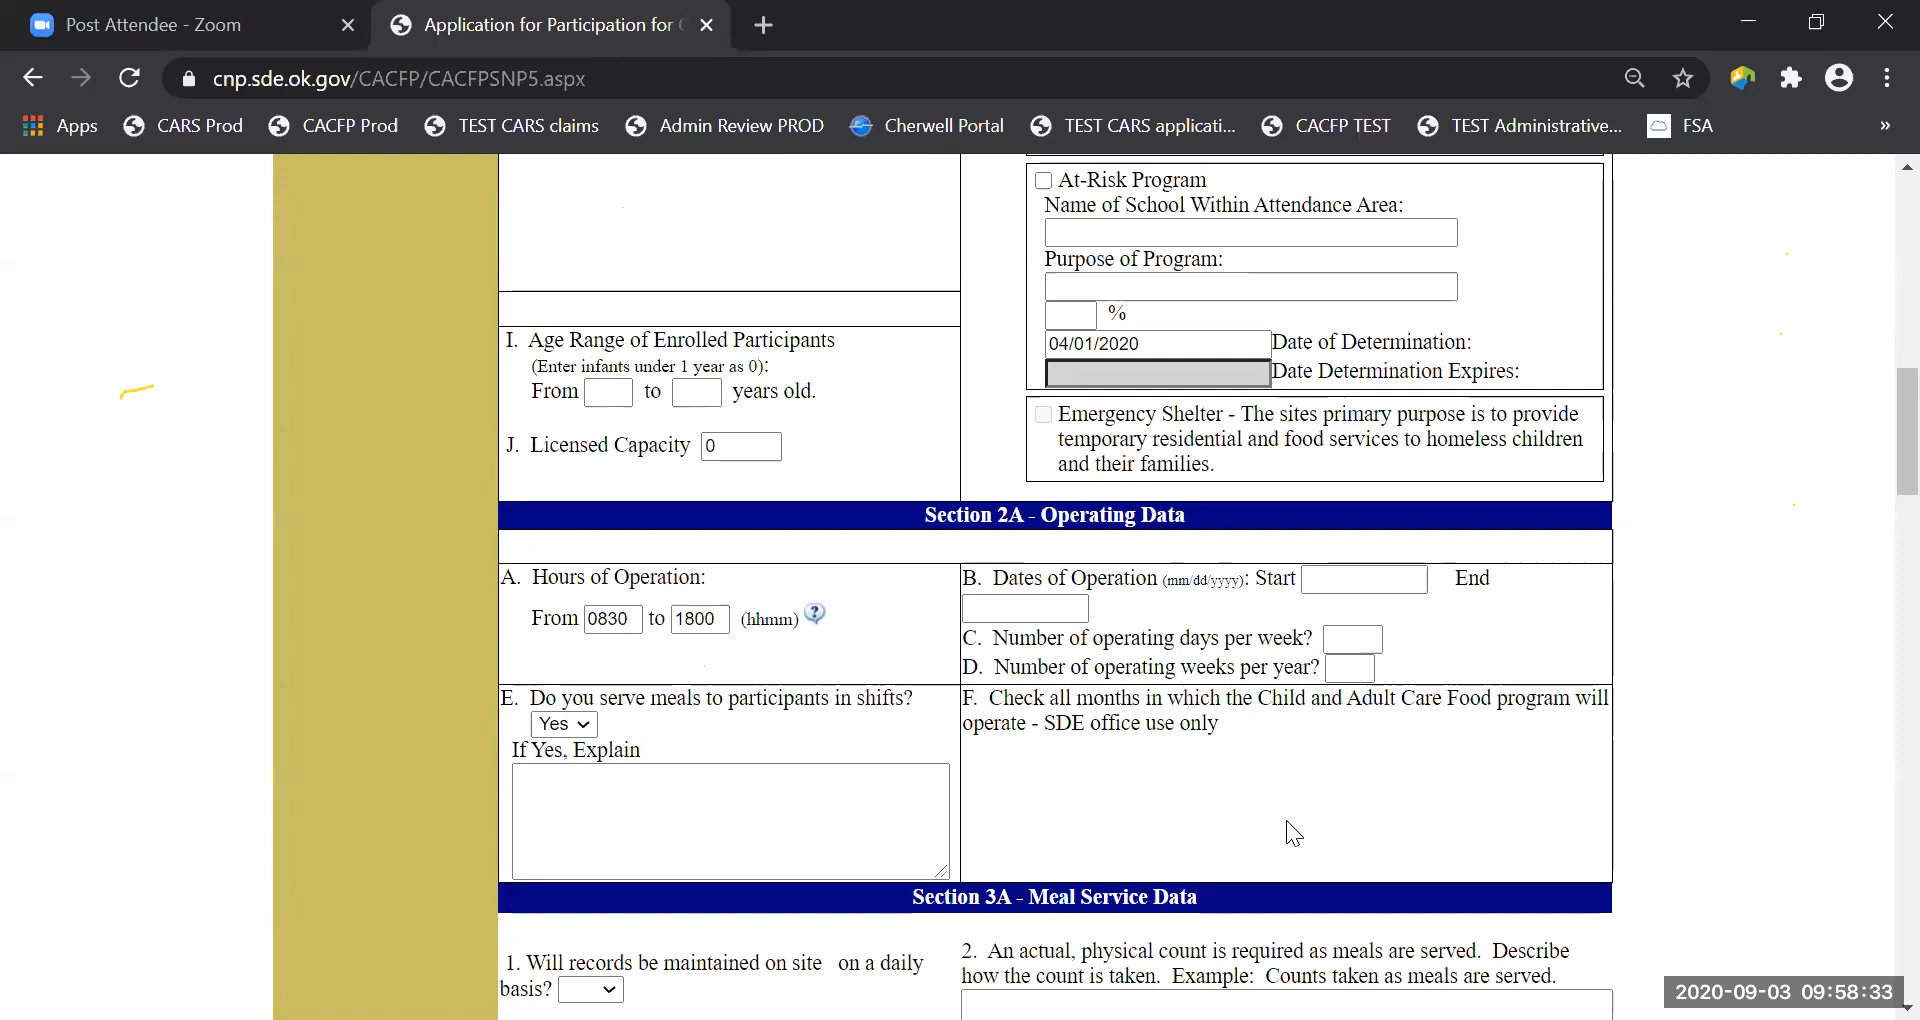 Post Attendee - Zoom
Application for Participation for
cnp.sde.ok.gov/CACFP/CACFPSNP5.aspx
Apps CARS Prod CACFP Prod TEST CARS claims Admin Review PROD Cherwell Portal TEST CARS applicati... CACFP TEST TEST Administrative... FSA »
At-Risk Program
Name of School Within Attendance Area:
Purpose of Program:
%
04/01/2020 Date of Determination:
Date Determination Expires:
Emergency Shelter - The sites primary purpose is to provide
temporary residential and food services to homeless children
and their families.
I. Age Range of Enrolled Participants
(Enter infants under 1 year as 0):
From to years old.
J. Licensed Capacity 0
Section 2A - Operating Data
A. Hours of Operation:
From 0830 to 1800 (hhmm) ?
B. Dates of Operation (mm/dd/yyyy): Start End
C. Number of operating days per week?
D. Number of operating weeks per year?
E. Do you serve meals to participants in shifts?
Yes
If Yes, Explain
F. Check all months in which the Child and Adult Care Food program will
operate - SDE office use only
Section 3A - Meal Service Data
1. Will records be maintained on site on a daily
basis?
2. An actual, physical count is required as meals are served. Describe
how the count is taken. Example: Counts taken as meals are served.
2020-09-03 09:58:33